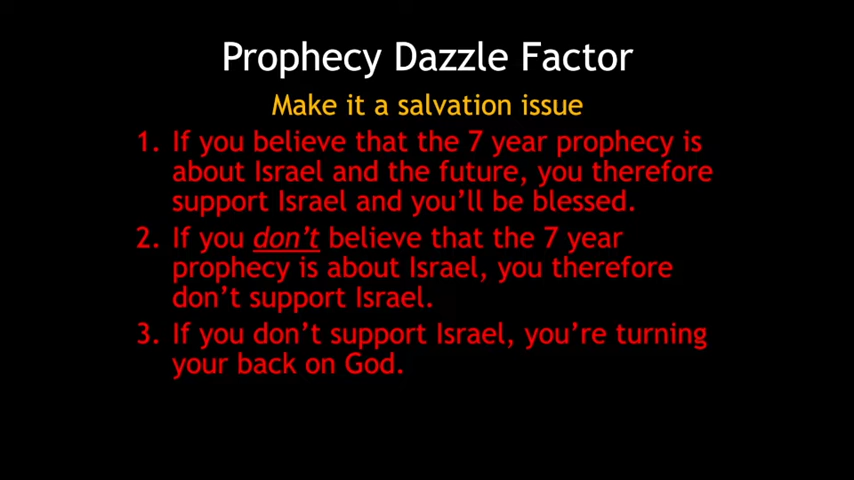 Prophecy Dazzle Factor
Make it a salvation issue
1. If you believe that the 7 year prophecy is
about Israel and the future, you therefore
support Israel and you’ll be blessed.
2. If you don’t believe that the 7 year
prophecy is about Israel, you therefore
don’t support Israel.
3. If you don’t support Israel, you’re turning
your back on God.